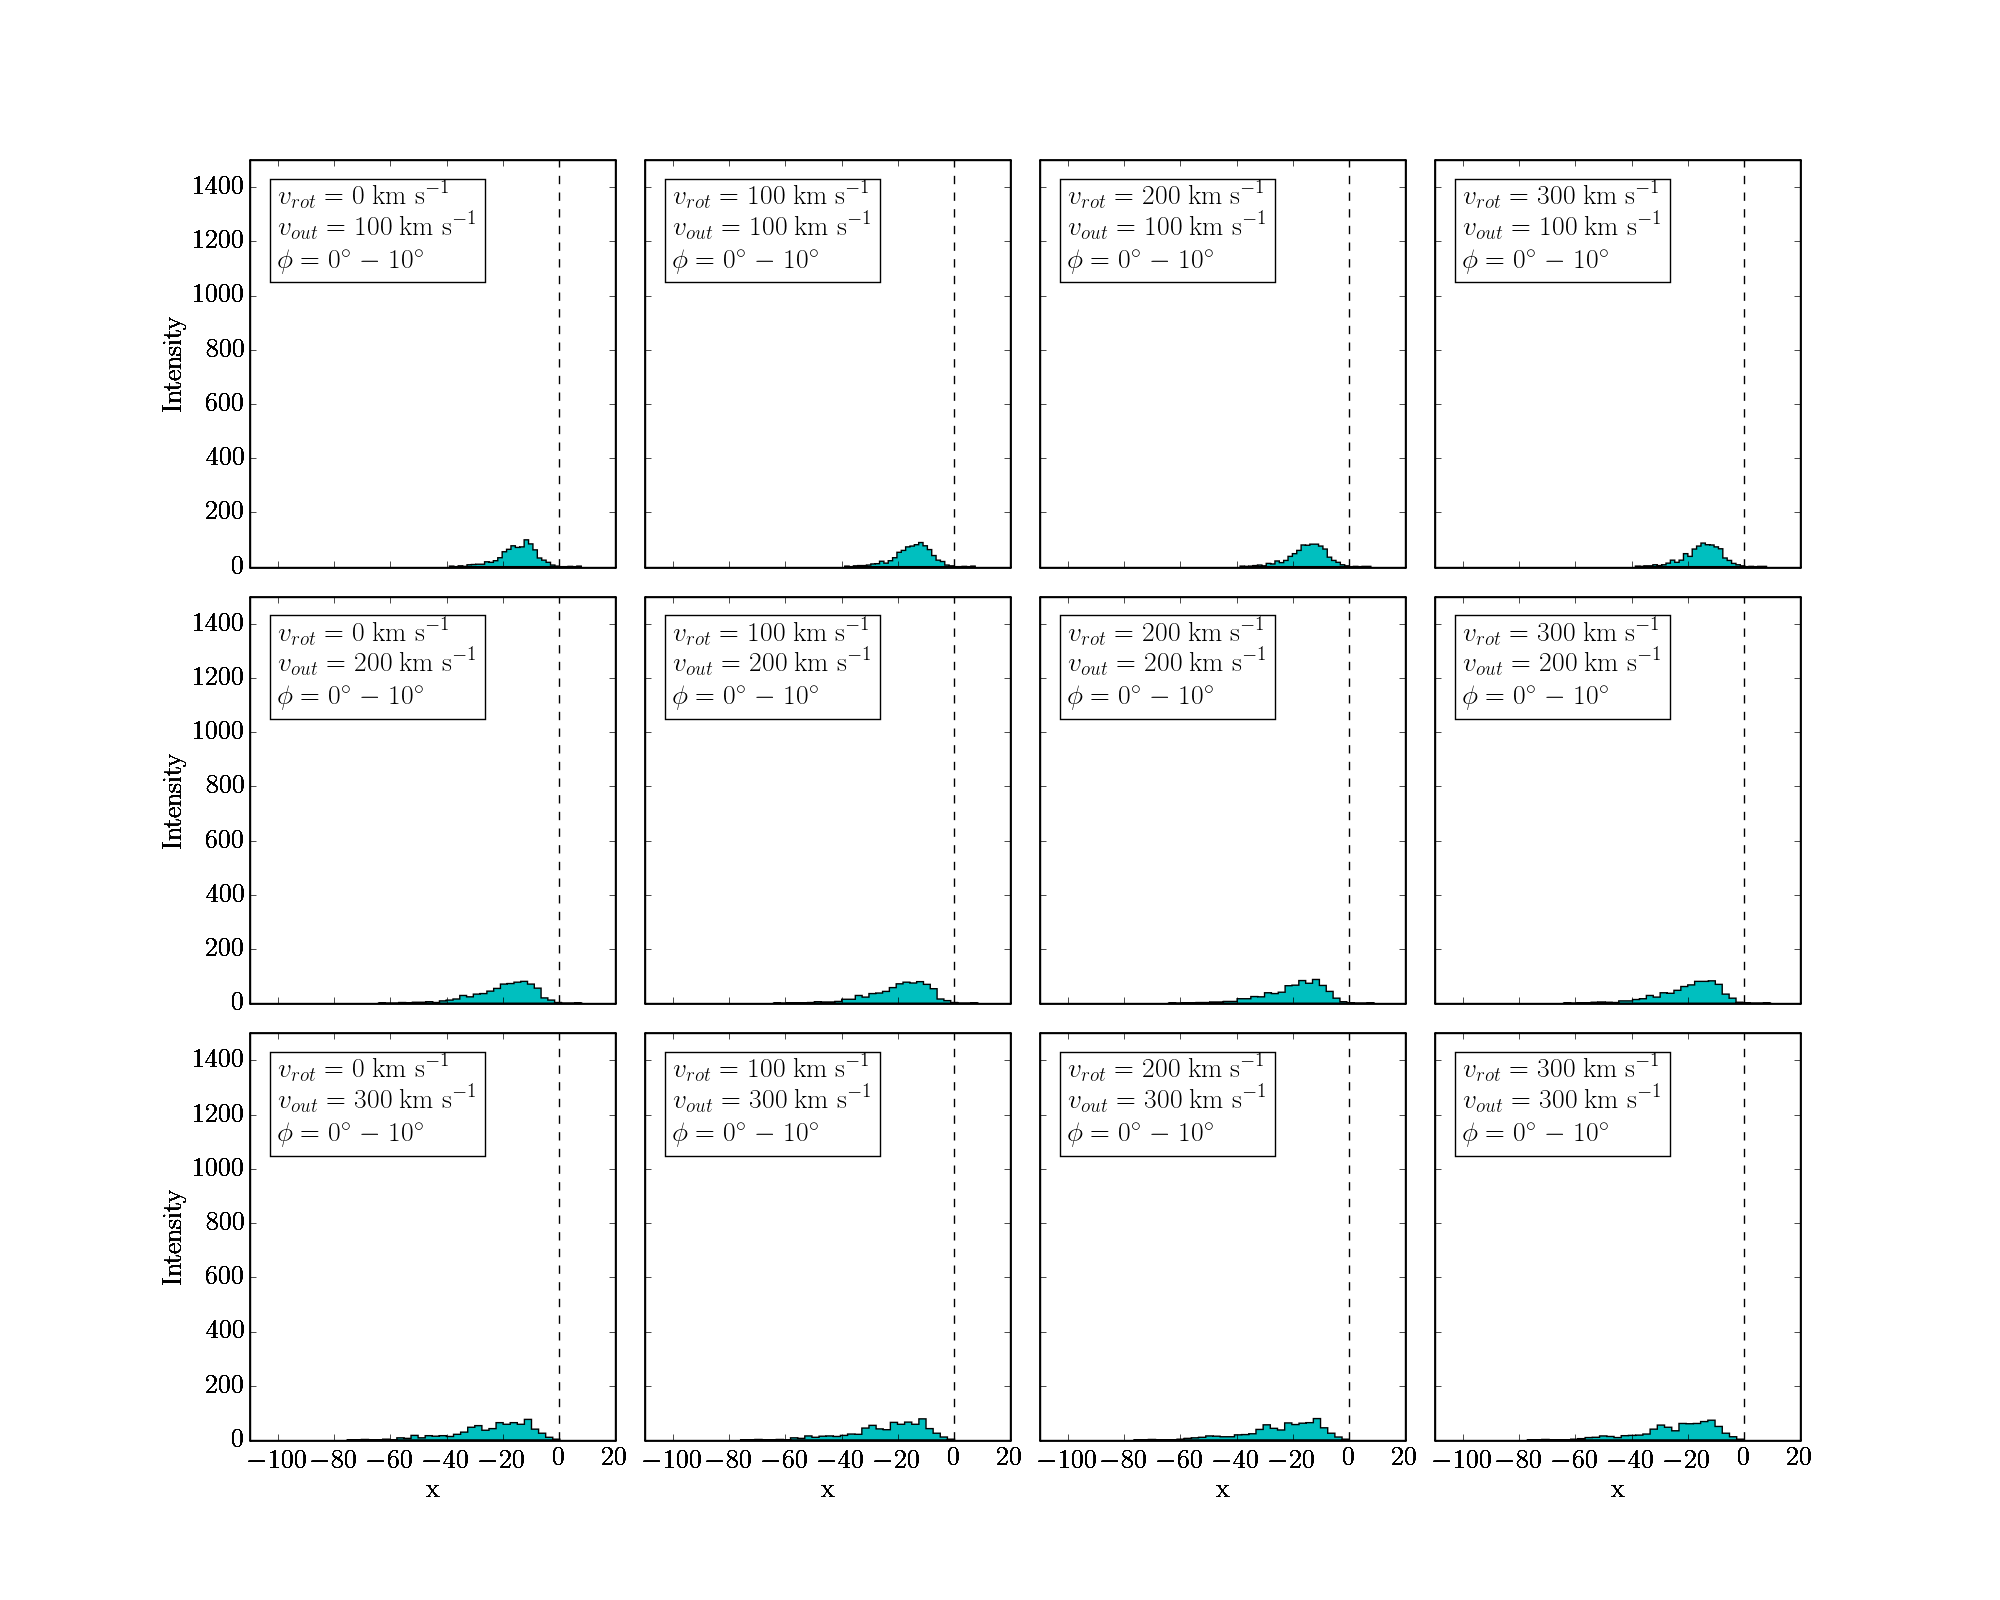 v_rot = 0 km s⁻¹
v_out = 100 km s⁻¹
ϕ = 0° − 10°
v_rot = 100 km s⁻¹
v_out = 100 km s⁻¹
ϕ = 0° − 10°
v_rot = 200 km s⁻¹
v_out = 100 km s⁻¹
ϕ = 0° − 10°
v_rot = 300 km s⁻¹
v_out = 100 km s⁻¹
ϕ = 0° − 10°
1400
1200
1000
800
600
400
200
0
Intensity
v_rot = 0 km s⁻¹
v_out = 200 km s⁻¹
ϕ = 0° − 10°
v_rot = 100 km s⁻¹
v_out = 200 km s⁻¹
ϕ = 0° − 10°
v_rot = 200 km s⁻¹
v_out = 200 km s⁻¹
ϕ = 0° − 10°
v_rot = 300 km s⁻¹
v_out = 200 km s⁻¹
ϕ = 0° − 10°
1400
1200
1000
800
600
400
200
0
Intensity
v_rot = 0 km s⁻¹
v_out = 300 km s⁻¹
ϕ = 0° − 10°
v_rot = 100 km s⁻¹
v_out = 300 km s⁻¹
ϕ = 0° − 10°
v_rot = 200 km s⁻¹
v_out = 300 km s⁻¹
ϕ = 0° − 10°
v_rot = 300 km s⁻¹
v_out = 300 km s⁻¹
ϕ = 0° − 10°
1400
1200
1000
800
600
400
200
0
Intensity
−100 −80 −60 −40 −20 0 20
x
−100 −80 −60 −40 −20 0 20
x
−100 −80 −60 −40 −20 0 20
x
−100 −80 −60 −40 −20 0 20
x